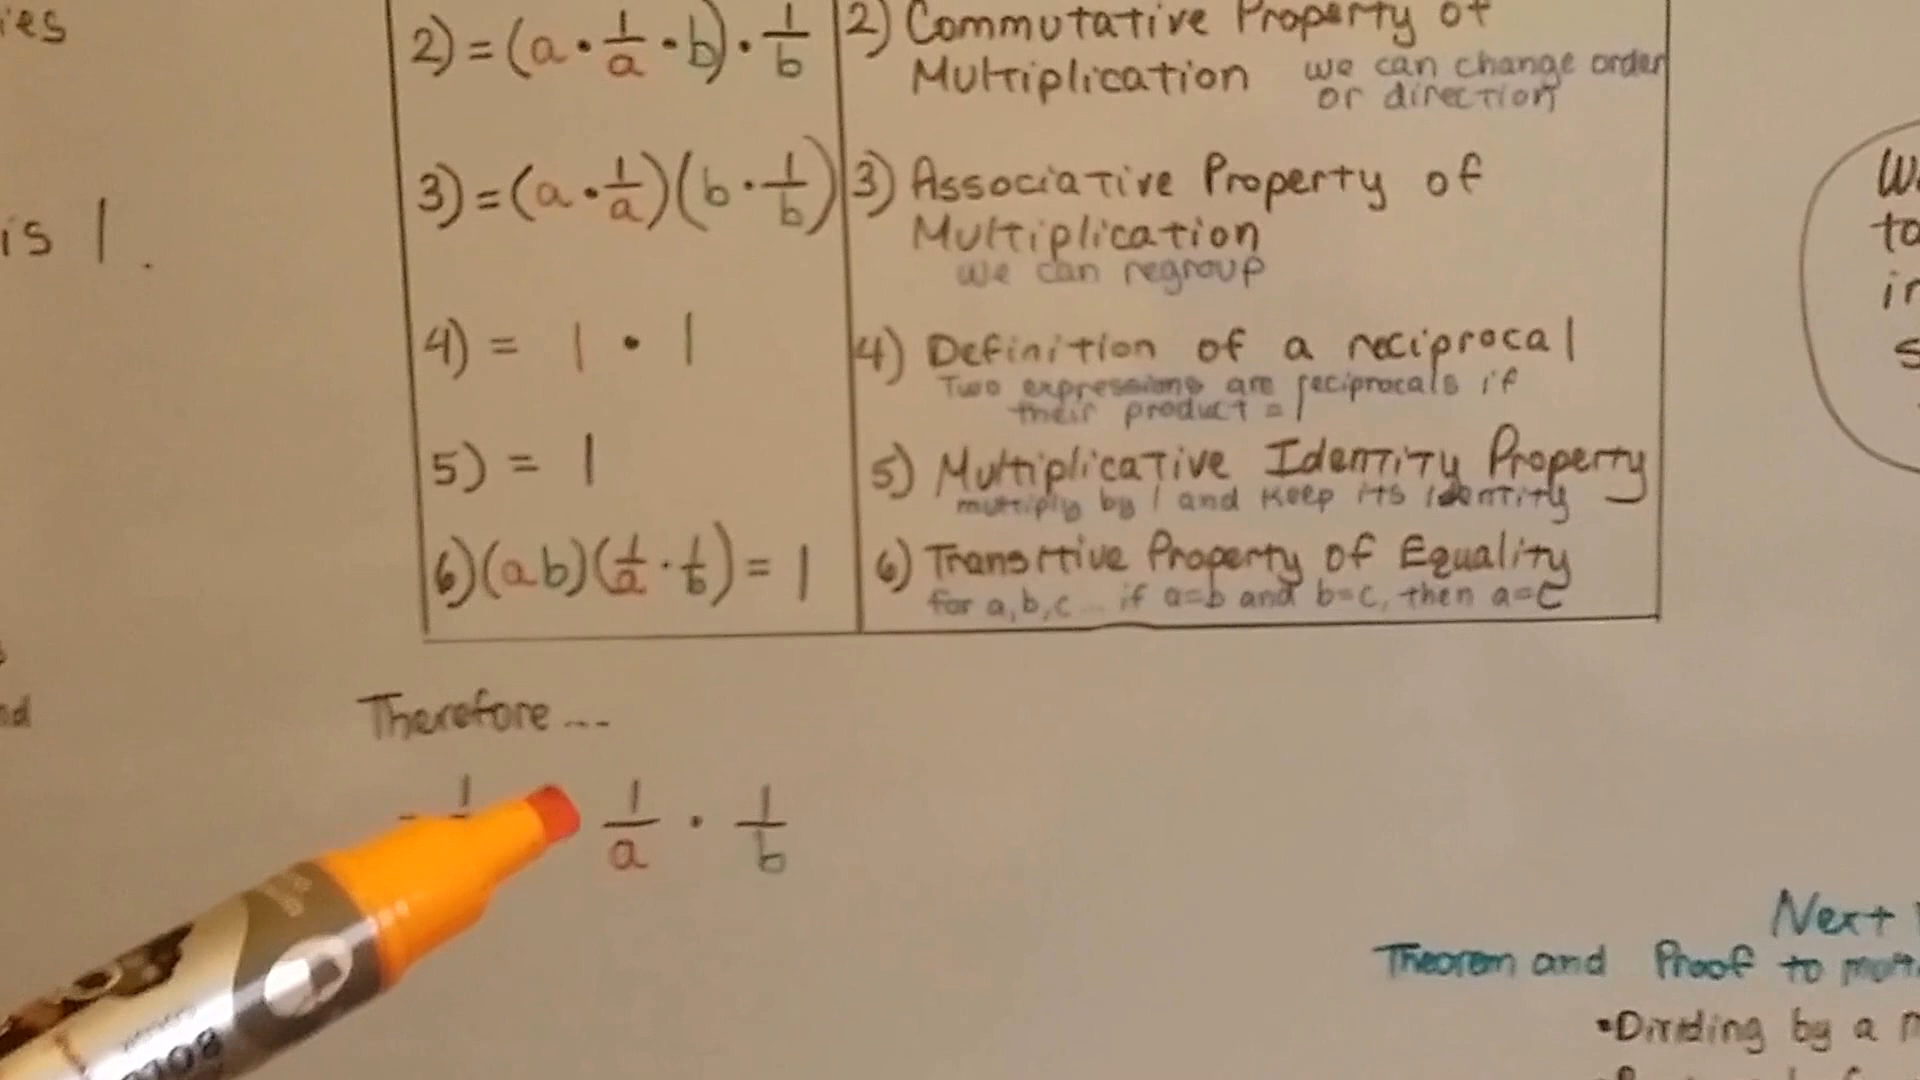 ies
is 1.
nd
2) = (a · 1/a · b) · 1/b
3) = (a · 1/a)(b · 1/b)
4) = 1 · 1
5) = 1
6) (ab)(1/a · 1/b) = 1
2) Commutative Property of
Multiplication we can change order
or direction
3) Associative Property of
Multiplication
we can regroup
4) Definition of a reciprocal
Two expressions are reciprocals if
their product = 1
5) Multiplicative Identity Property
multiply by 1 and keep its identity
6) Transitive Property of Equality
for a, b, c... if a=b and b=c, then a=c
Therefore...
1/a · 1/b
to
Next
Theorem and Proof to
•Dividing by a